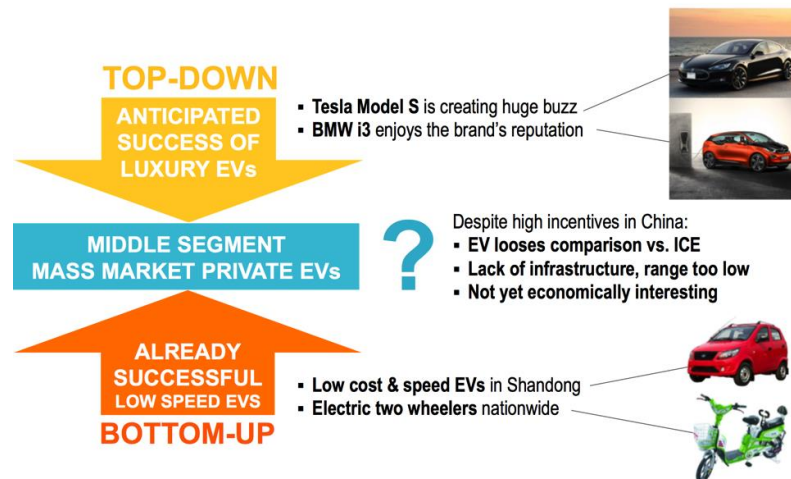 TOP-DOWN
ANTICIPATED
SUCCESS OF
LUXURY EVs
▪ Tesla Model S is creating huge buzz
▪ BMW i3 enjoys the brand's reputation
MIDDLE SEGMENT
MASS MARKET PRIVATE EVs
?
Despite high incentives in China:
▪ EV looses comparison vs. ICE
▪ Lack of infrastructure, range too low
▪ Not yet economically interesting
ALREADY
SUCCESSFUL
LOW SPEED EVS
BOTTOM-UP
▪ Low cost & speed EVs in Shandong
▪ Electric two wheelers nationwide